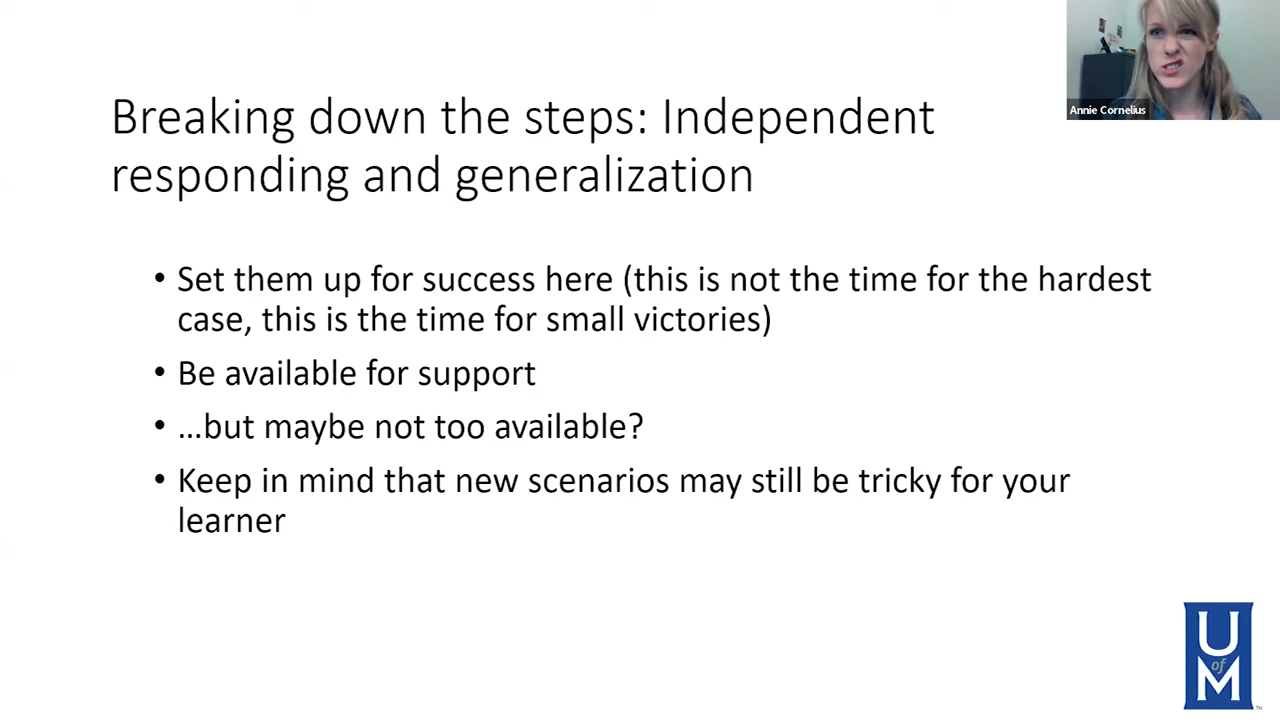 Annie Cornelius
Breaking down the steps: Independent
responding and generalization
• Set them up for success here (this is not the time for the hardest
case, this is the time for small victories)
• Be available for support
• …but maybe not too available?
• Keep in mind that new scenarios may still be tricky for your
learner
U
of
M
TM